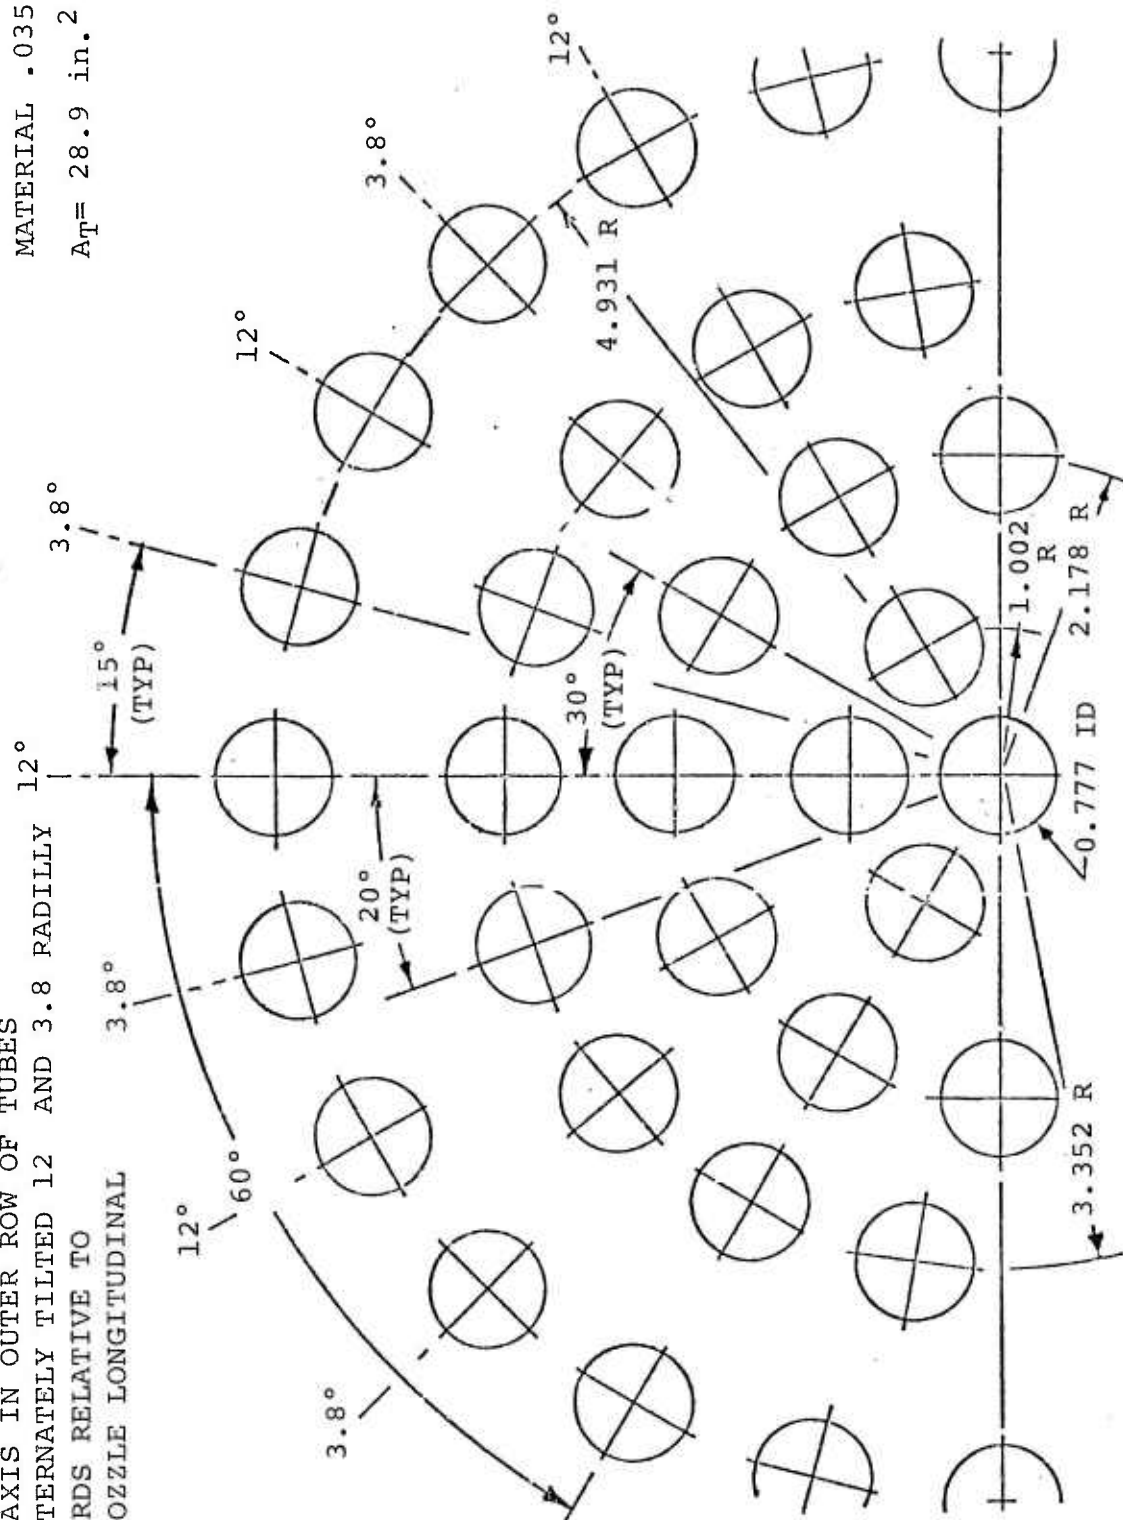 AXIS IN OUTER ROW OF TUBES
TERNATELY TILTED 12 AND 3.8 RADILLY
RDS RELATIVE TO
OZZLE LONGITUDINAL
MATERIAL .035
AT= 28.9 in.2
12°
3.8°
12°
3.8°
12°
3.8°
12°
3.8°
60°
15°
(TYP)
20°
(TYP)
30°
(TYP)
4.931 R
1.002
R
2.178 R
0.777 ID
3.352 R